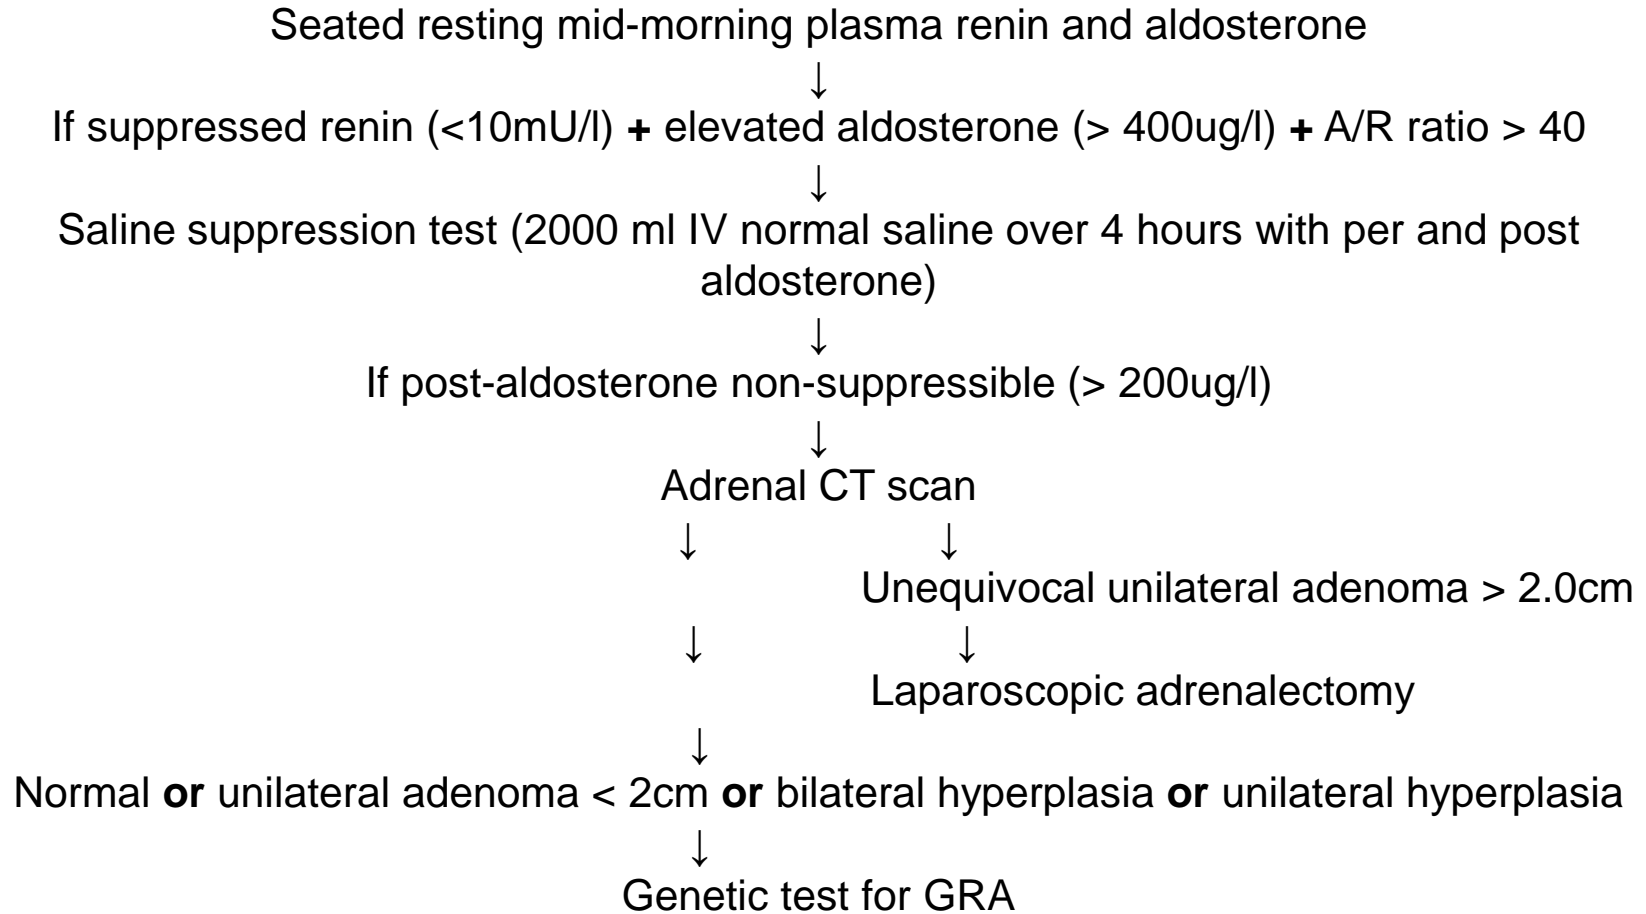 Seated resting mid-morning plasma renin and aldosterone
↓
If suppressed renin (<10mU/l) + elevated aldosterone (> 400ug/l) + A/R ratio > 40
↓
Saline suppression test (2000 ml IV normal saline over 4 hours with per and post
aldosterone)
↓
If post-aldosterone non-suppressible (> 200ug/l)
↓
Adrenal CT scan
↓ ↓
Unequivocal unilateral adenoma > 2.0cm
↓ ↓
Laparoscopic adrenalectomy
↓
Normal or unilateral adenoma < 2cm or bilateral hyperplasia or unilateral hyperplasia
↓
Genetic test for GRA